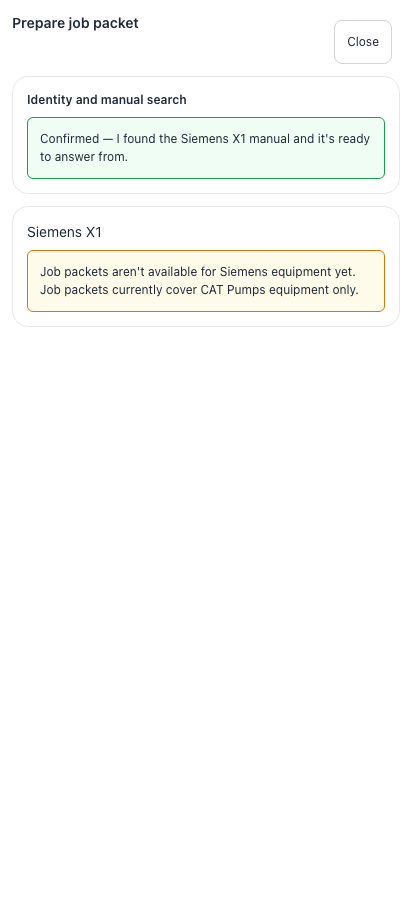 Prepare job packet
Close
Identity and manual search
Confirmed — I found the Siemens X1 manual and it's ready
to answer from.
Siemens X1
Job packets aren't available for Siemens equipment yet.
Job packets currently cover CAT Pumps equipment only.